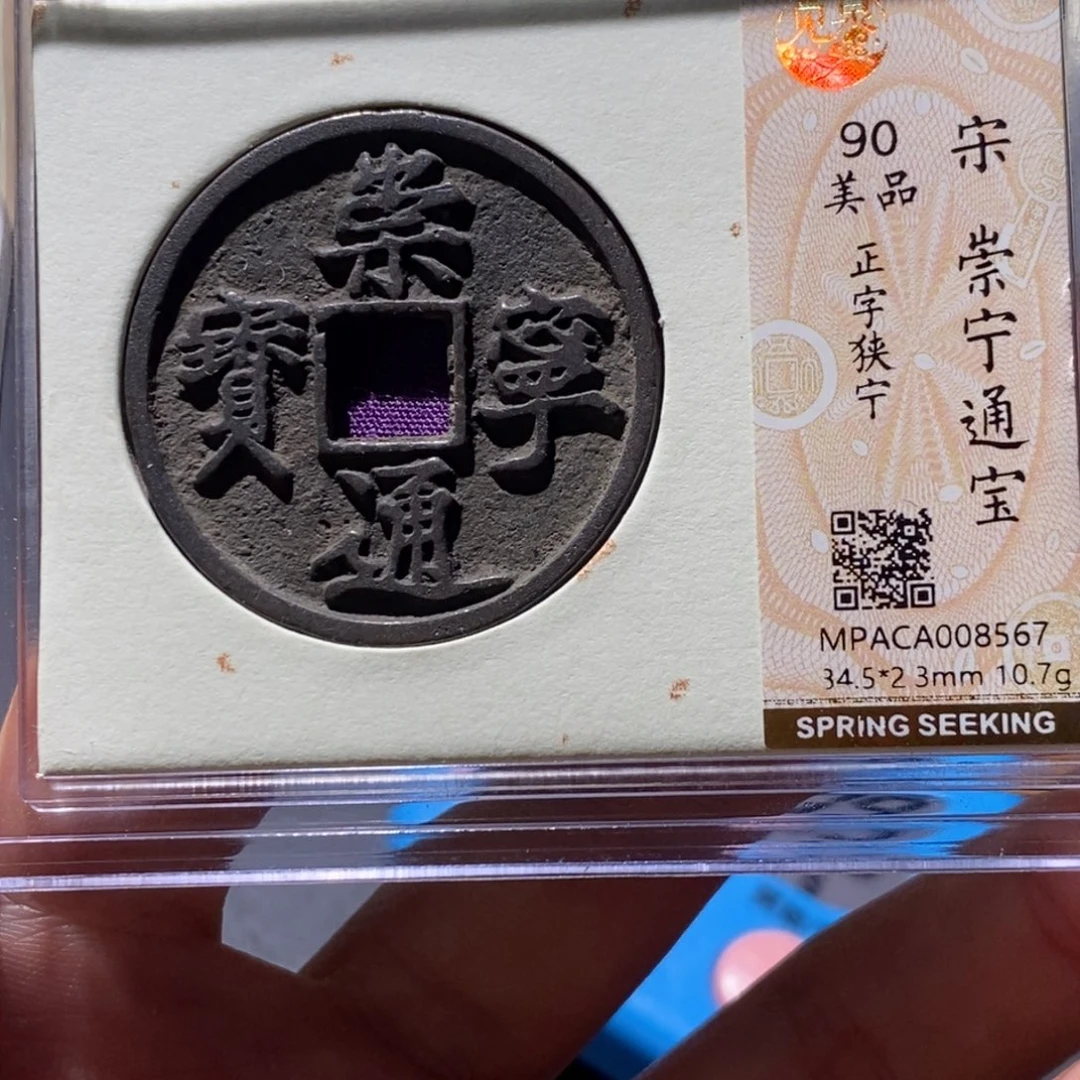 崇寧通寳
宋 崇宁通宝
90
美品
正字狭宁
MPACA008567
34.5*2.3mm 10.7g
SPRING SEEKING